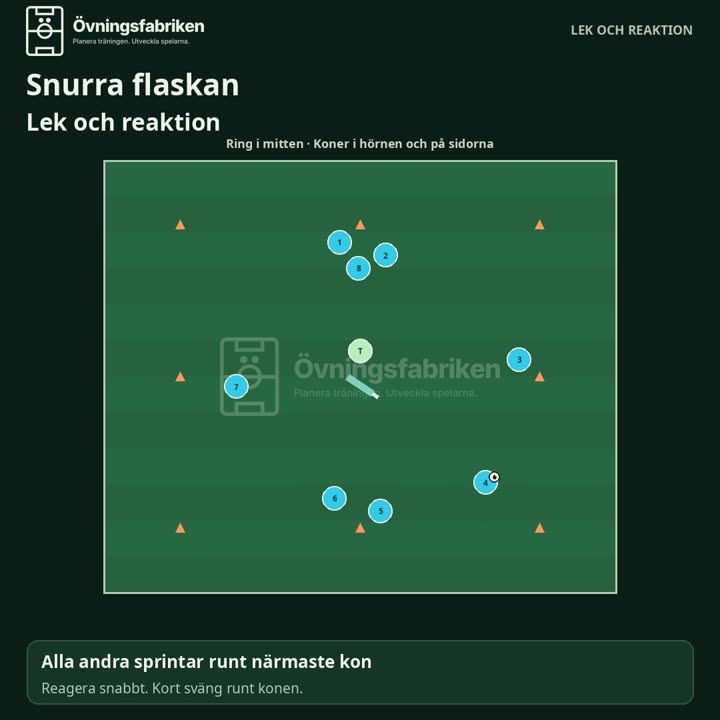 Övningsfabriken
Planera träningen. Utveckla spelarna.
LEK OCH REAKTION
Snurra flaskan
Lek och reaktion
Ring i mitten · Koner i hörnen och på sidorna
1
2
8
T
3
Övningsfabriken
7
Planera träningen. Utveckla spelarna.
4
6
5
Alla andra sprintar runt närmaste kon
Reagera snabbt. Kort sväng runt konen.